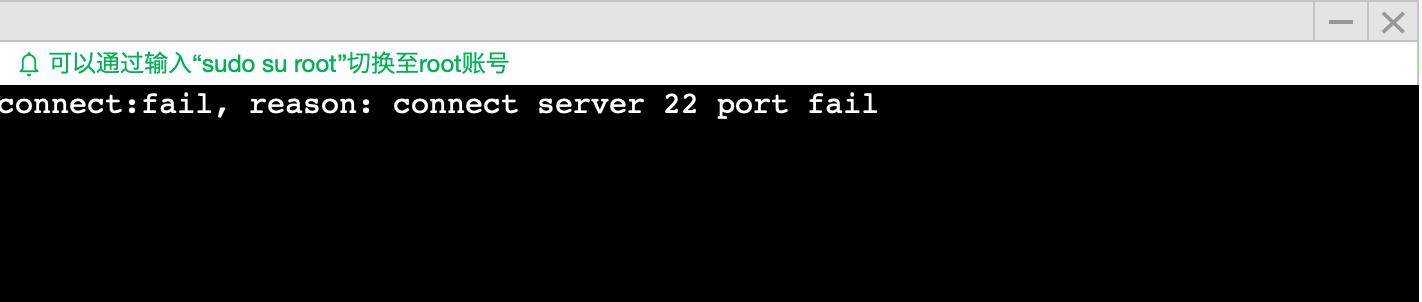 可以通过输入“sudo su root”切换至root账号
connect:fail, reason: connect server 22 port fail